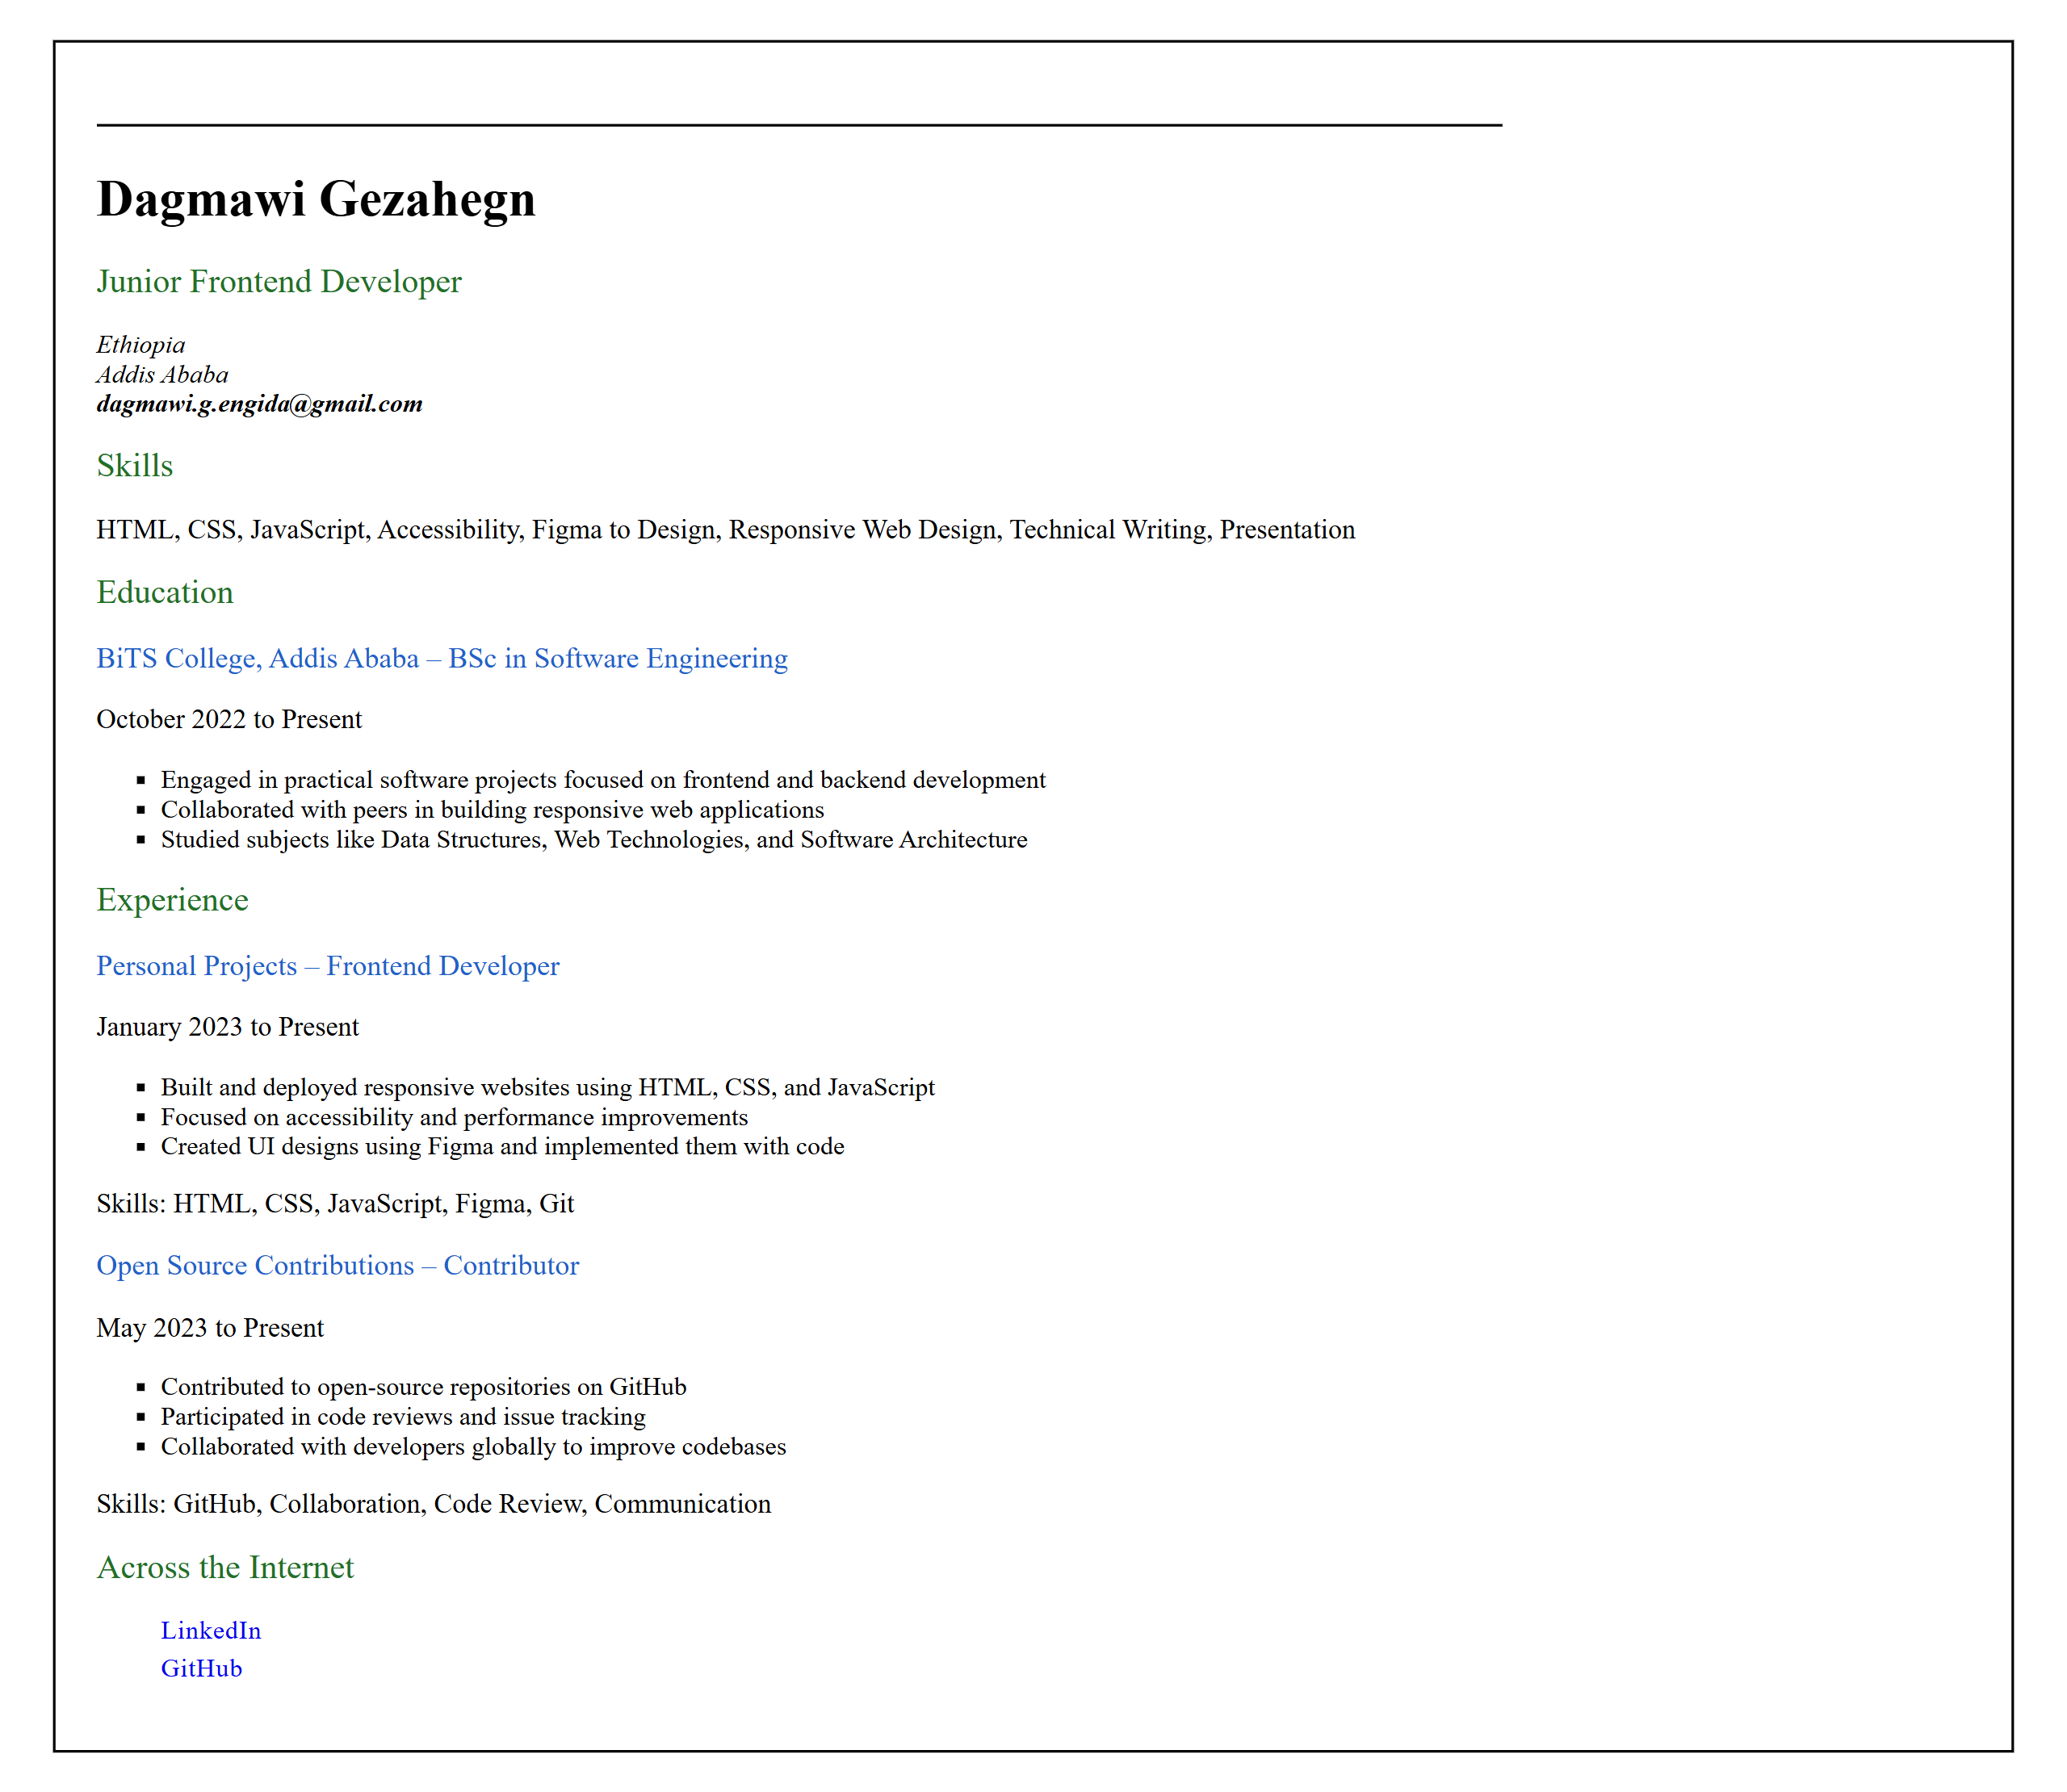 Dagmawi Gezahegn
Junior Frontend Developer
Ethiopia
Addis Ababa
dagmawi.g.engida@gmail.com
Skills
HTML, CSS, JavaScript, Accessibility, Figma to Design, Responsive Web Design, Technical Writing, Presentation
Education
BiTS College, Addis Ababa – BSc in Software Engineering
October 2022 to Present
▪ Engaged in practical software projects focused on frontend and backend development
▪ Collaborated with peers in building responsive web applications
▪ Studied subjects like Data Structures, Web Technologies, and Software Architecture
Experience
Personal Projects – Frontend Developer
January 2023 to Present
▪ Built and deployed responsive websites using HTML, CSS, and JavaScript
▪ Focused on accessibility and performance improvements
▪ Created UI designs using Figma and implemented them with code
Skills: HTML, CSS, JavaScript, Figma, Git
Open Source Contributions – Contributor
May 2023 to Present
▪ Contributed to open-source repositories on GitHub
▪ Participated in code reviews and issue tracking
▪ Collaborated with developers globally to improve codebases
Skills: GitHub, Collaboration, Code Review, Communication
Across the Internet
LinkedIn
GitHub